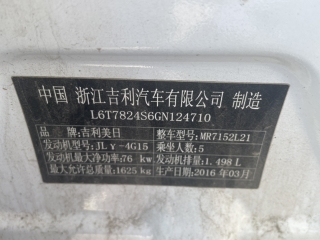 中国 浙江吉利汽车有限公司 制造
L6T7824S6GN124710
品牌:吉利美日 整车型号:MR7152L21
发动机型号:JLγ-4G15 乘坐人数:5
发动机最大净功率:76 kw 发动机排量:1.498 L
最大允许总质量:1625 kg 生产日期:2016 年03月